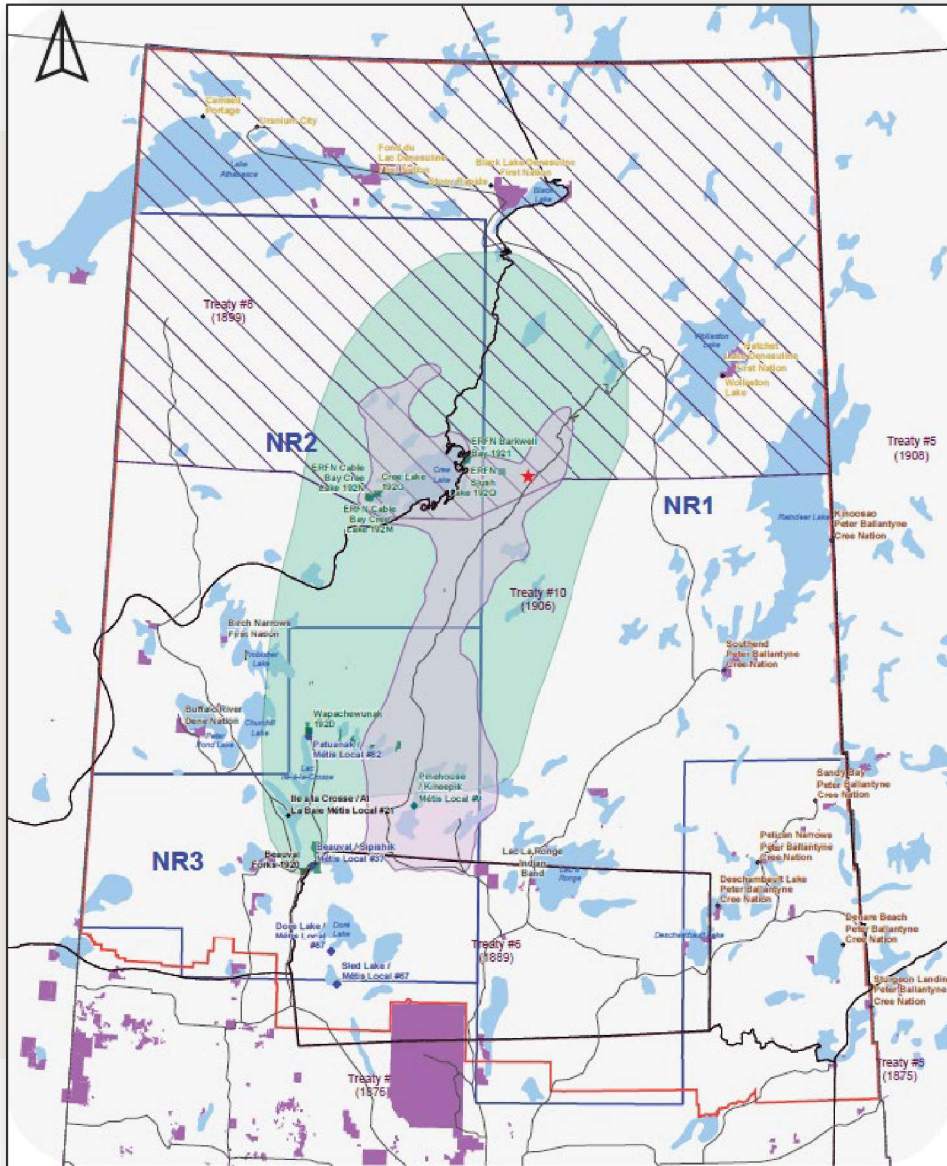 Camsell
Portage
Uranium City
Lake
Athabasca
Fond du
Lac Denesuline
First Nation
Stony Rapids
Black Lake Denesuline
First Nation
Black
Lake
Treaty #8
(1899)
Wollaston
Lake
Hatchet
Lake Denesuline
First Nation
Wollaston
Lake
NR2
ERFN Barkwell
Bay 192I
ERFN Cable
Bay Cree
Lake 192N
Cree Lake
192G
Cree
Lake
ERFN
Slush
Lake 192Q
ERFN Cable
Bay Cree
Lake 192M
Treaty #5
(1908)
NR1
Reindeer Lake
Kinoosao
Peter Ballantyne
Cree Nation
Treaty #10
(1906)
Birch Narrows
First Nation
Frobisher
Lake
Southend
Peter Ballantyne
Cree Nation
Buffalo River
Dene Nation
Churchill
Lake
Peter
Pond Lake
Wapachewunak
192D
Patuanak /
Métis Local #82
Lac
Ile-à-la-Crosse
Pinehouse
/ Kineepik
Métis Local #9
Ile a la Crosse / A la
La Baie Métis Local #21
Sandy Bay
Peter Ballantyne
Cree Nation
NR3
Beauval
Forks 192O
Beauval / Sipishik
Métis Local #37
Lac La Ronge
Indian
Band
Lac la
Ronge
Pelican Narrows
Peter Ballantyne
Cree Nation
Deschambault Lake
Peter Ballantyne
Cree Nation
Deschambault Lake
Dore Lake /
Métis Local
#67
Doré
Lake
Sled Lake /
Métis Local #67
Treaty #6
(1889)
Denare Beach
Peter Ballantyne
Cree Nation
Sturgeon Landin
Peter Ballantyne
Cree Nation
Treaty #
(1876)
Treaty #5
(1875)